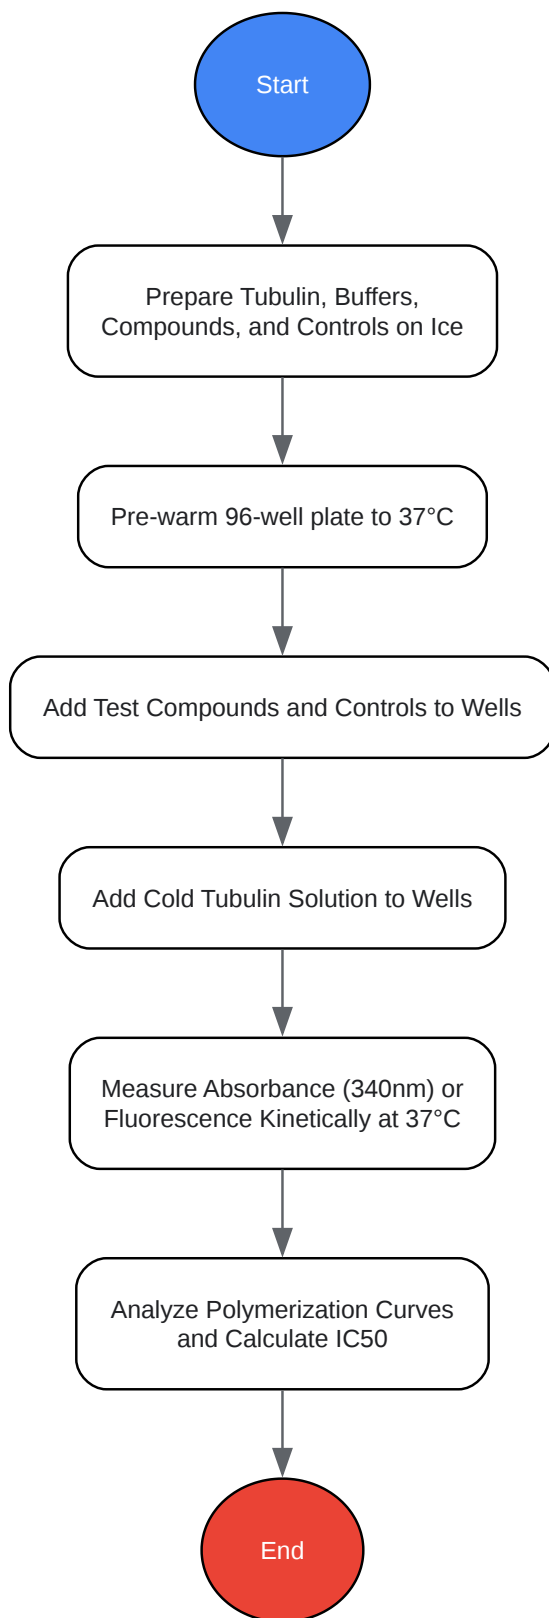 Start
Prepare Tubulin, Buffers,
Compounds, and Controls on Ice
Pre-warm 96-well plate to 37°C
Add Test Compounds and Controls to Wells
Add Cold Tubulin Solution to Wells
Measure Absorbance (340nm) or
Fluorescence Kinetically at 37°C
Analyze Polymerization Curves
and Calculate IC50
End